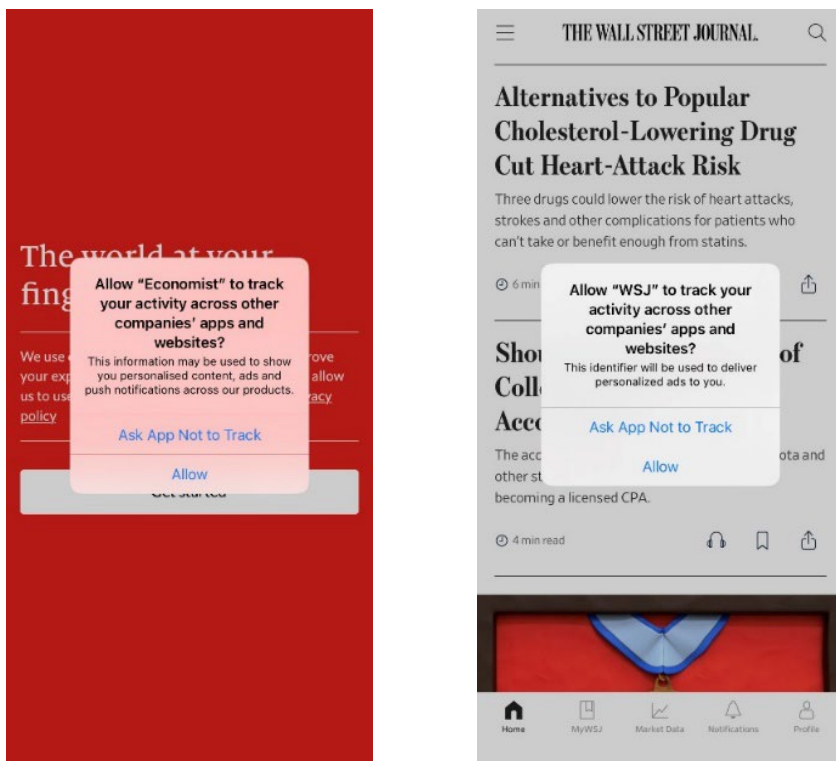 The world at your
fing
Allow “Economist” to track
your activity across other
companies’ apps and
websites?
This information may be used to show
you personalised content, ads and
push notifications across our products.
Ask App Not to Track
Allow
We use
your exp
allow
us to use
policy
Get started
THE WALL STREET JOURNAL.
Alternatives to Popular
Cholesterol-Lowering Drug
Cut Heart-Attack Risk
Three drugs could lower the risk of heart attacks,
strokes and other complications for patients who
can't take or benefit enough from statins.
6 min
Allow “WSJ” to track your
activity across other
companies’ apps and
websites?
This identifier will be used to deliver
personalized ads to you.
Ask App Not to Track
Allow
of
Coll
Acco
The acc
ota and
other st
becoming a licensed CPA.
4 min read
Home
MyWSJ
Market Data
Notifications
Profile